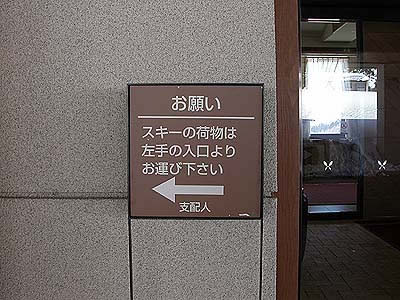 お願い
スキーの荷物は
左手の入口より
お運び下さい
支配人